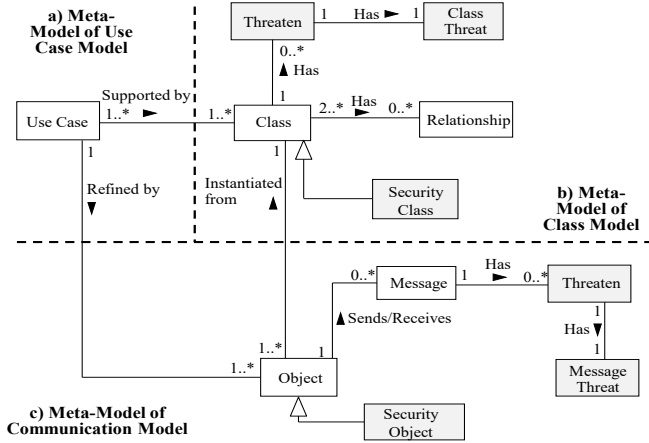 a) Meta-
Model of Use
Case Model
Threaten
1
Has
1
Class
Threat
0..*
Has
Supported by
1
2..*
Has
0..*
Use Case
1..*
1..*
Class
Relationship
1
1
Refined by
Instantiated
from
Security
Class
b) Meta-
Model of
Class Model
0..*
Message
1
Has
0..*
Threaten
Sends/Receives
1
Has
1
1..*
1
1..*
Object
Message
Threat
c) Meta-Model of
Communication Model
Security
Object